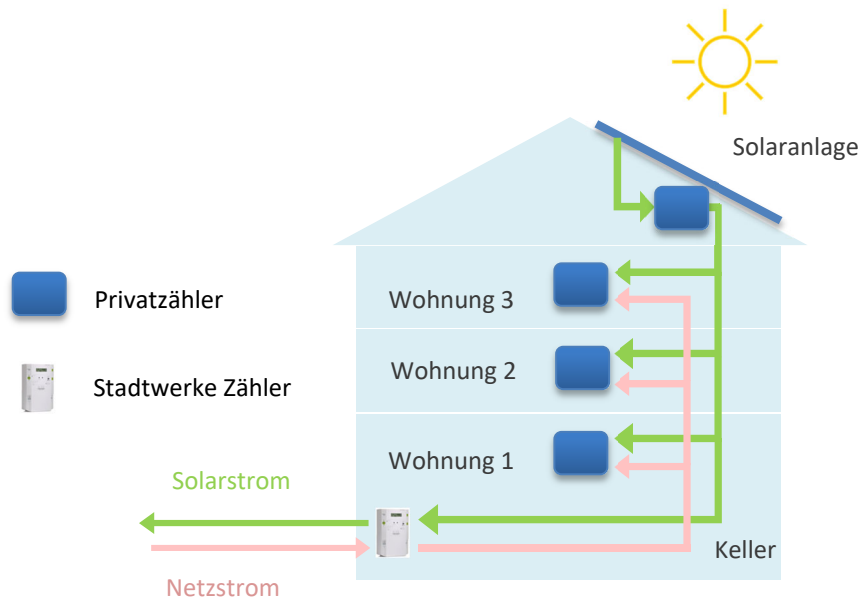 Solaranlage
Privatzähler
Wohnung 3
Wohnung 2
Stadtwerke Zähler
Wohnung 1
Solarstrom
Keller
Netzstrom